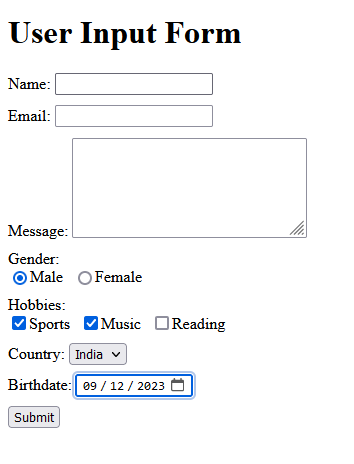 User Input Form
Name:
Email:
Message:
Gender:
Male Female
Hobbies:
Sports Music Reading
Country: India
Birthdate: 09 / 12 / 2023
Submit